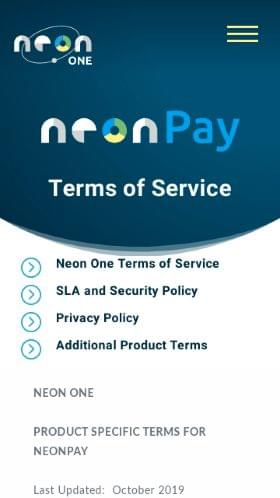 neon
ONE
neon Pay
Terms of Service
Neon One Terms of Service
SLA and Security Policy
Privacy Policy
Additional Product Terms
NEON ONE
PRODUCT SPECIFIC TERMS FOR
NEONPAY
Last Updated: October 2019